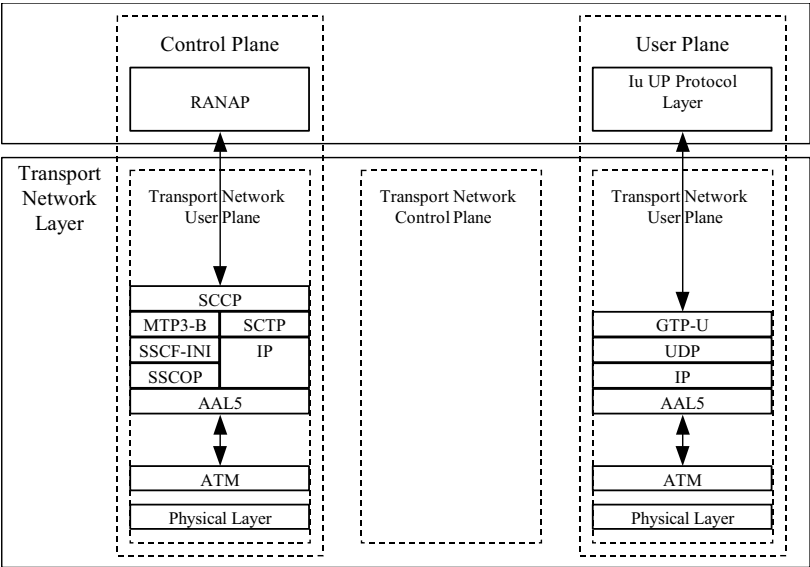 Control Plane
User Plane
RANAP
Iu UP Protocol
Layer
Transport
Network
Layer
Transport Network
User Plane
Transport Network
Control Plane
Transport Network
User Plane
SCCP
MTP3-B
SCTP
SSCF-INI
IP
SSCOP
AAL5
ATM
Physical Layer
GTP-U
UDP
IP
AAL5
ATM
Physical Layer